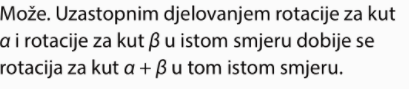 Može. Uzastopnim djelovanjem rotacije za kut
α i rotacije za kut β u istom smjeru dobije se
rotacija za kut α + β u tom istom smjeru.